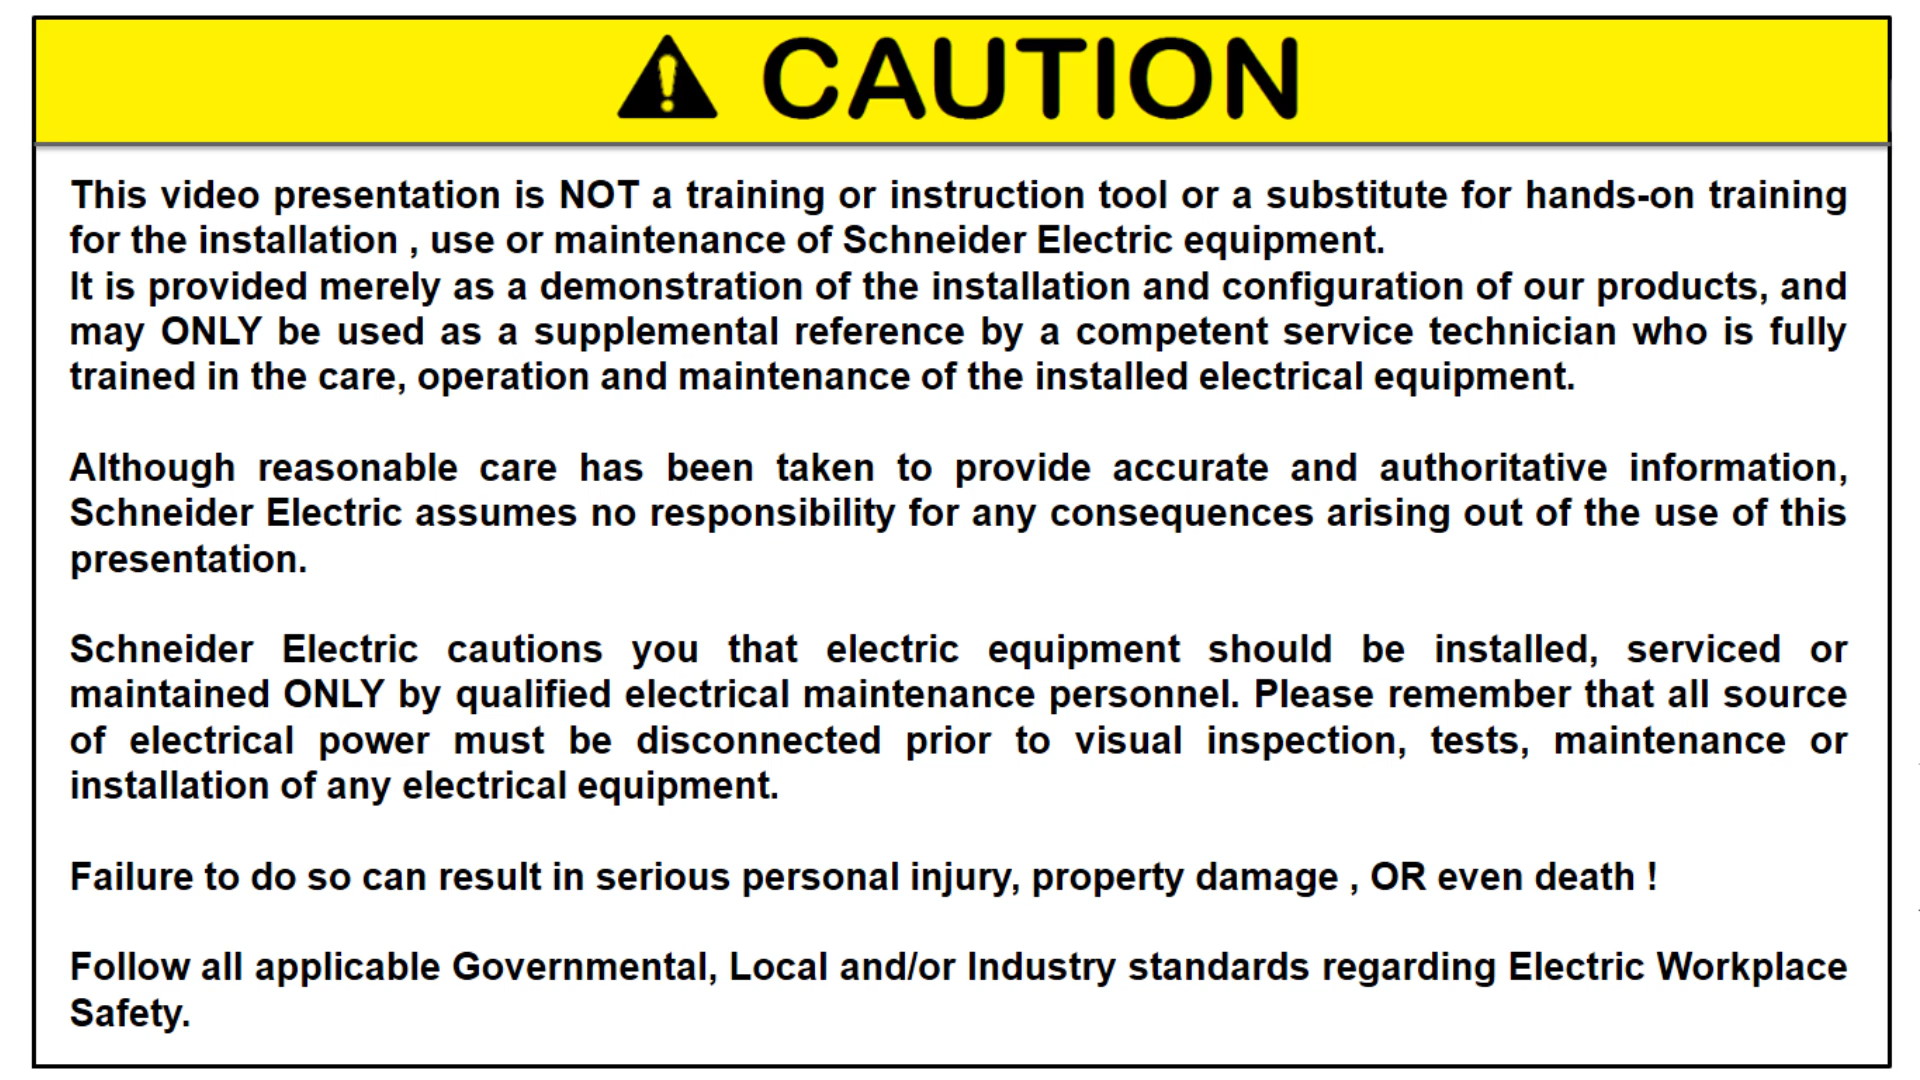 CAUTION
This video presentation is NOT a training or instruction tool or a substitute for hands-on training
for the installation , use or maintenance of Schneider Electric equipment.
It is provided merely as a demonstration of the installation and configuration of our products, and
may ONLY be used as a supplemental reference by a competent service technician who is fully
trained in the care, operation and maintenance of the installed electrical equipment.
Although reasonable care has been taken to provide accurate and authoritative information,
Schneider Electric assumes no responsibility for any consequences arising out of the use of this
presentation.
Schneider Electric cautions you that electric equipment should be installed, serviced or
maintained ONLY by qualified electrical maintenance personnel. Please remember that all source
of electrical power must be disconnected prior to visual inspection, tests, maintenance or
installation of any electrical equipment.
Failure to do so can result in serious personal injury, property damage , OR even death !
Follow all applicable Governmental, Local and/or Industry standards regarding Electric Workplace
Safety.